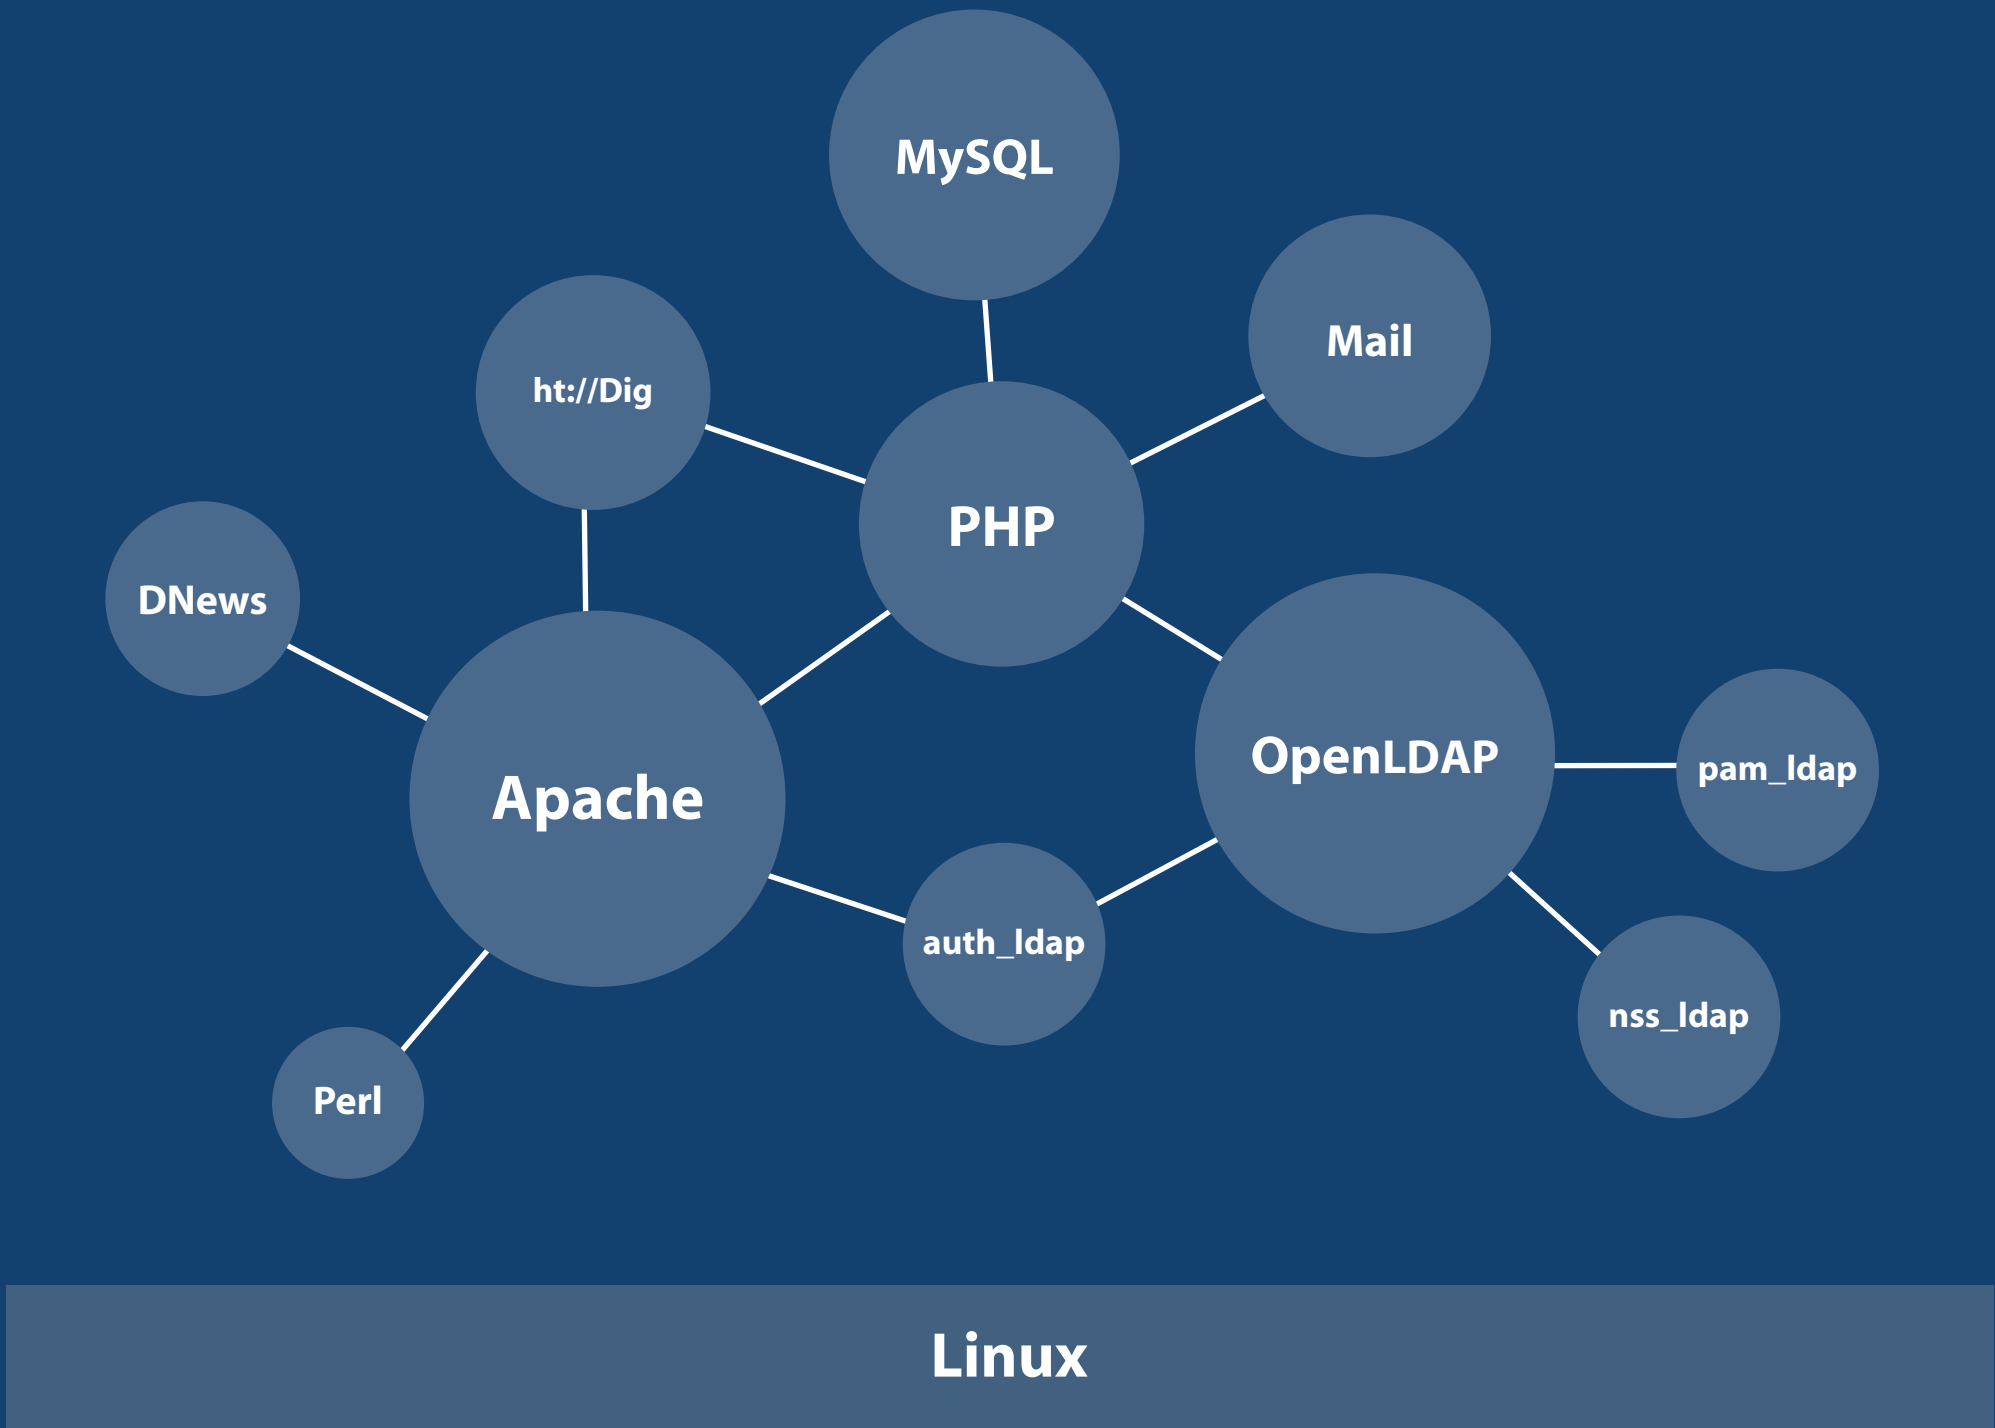 MySQL
Mail
ht://Dig
PHP
DNews
OpenLDAP
pam_ldap
Apache
auth_ldap
nss_ldap
Perl
Linux